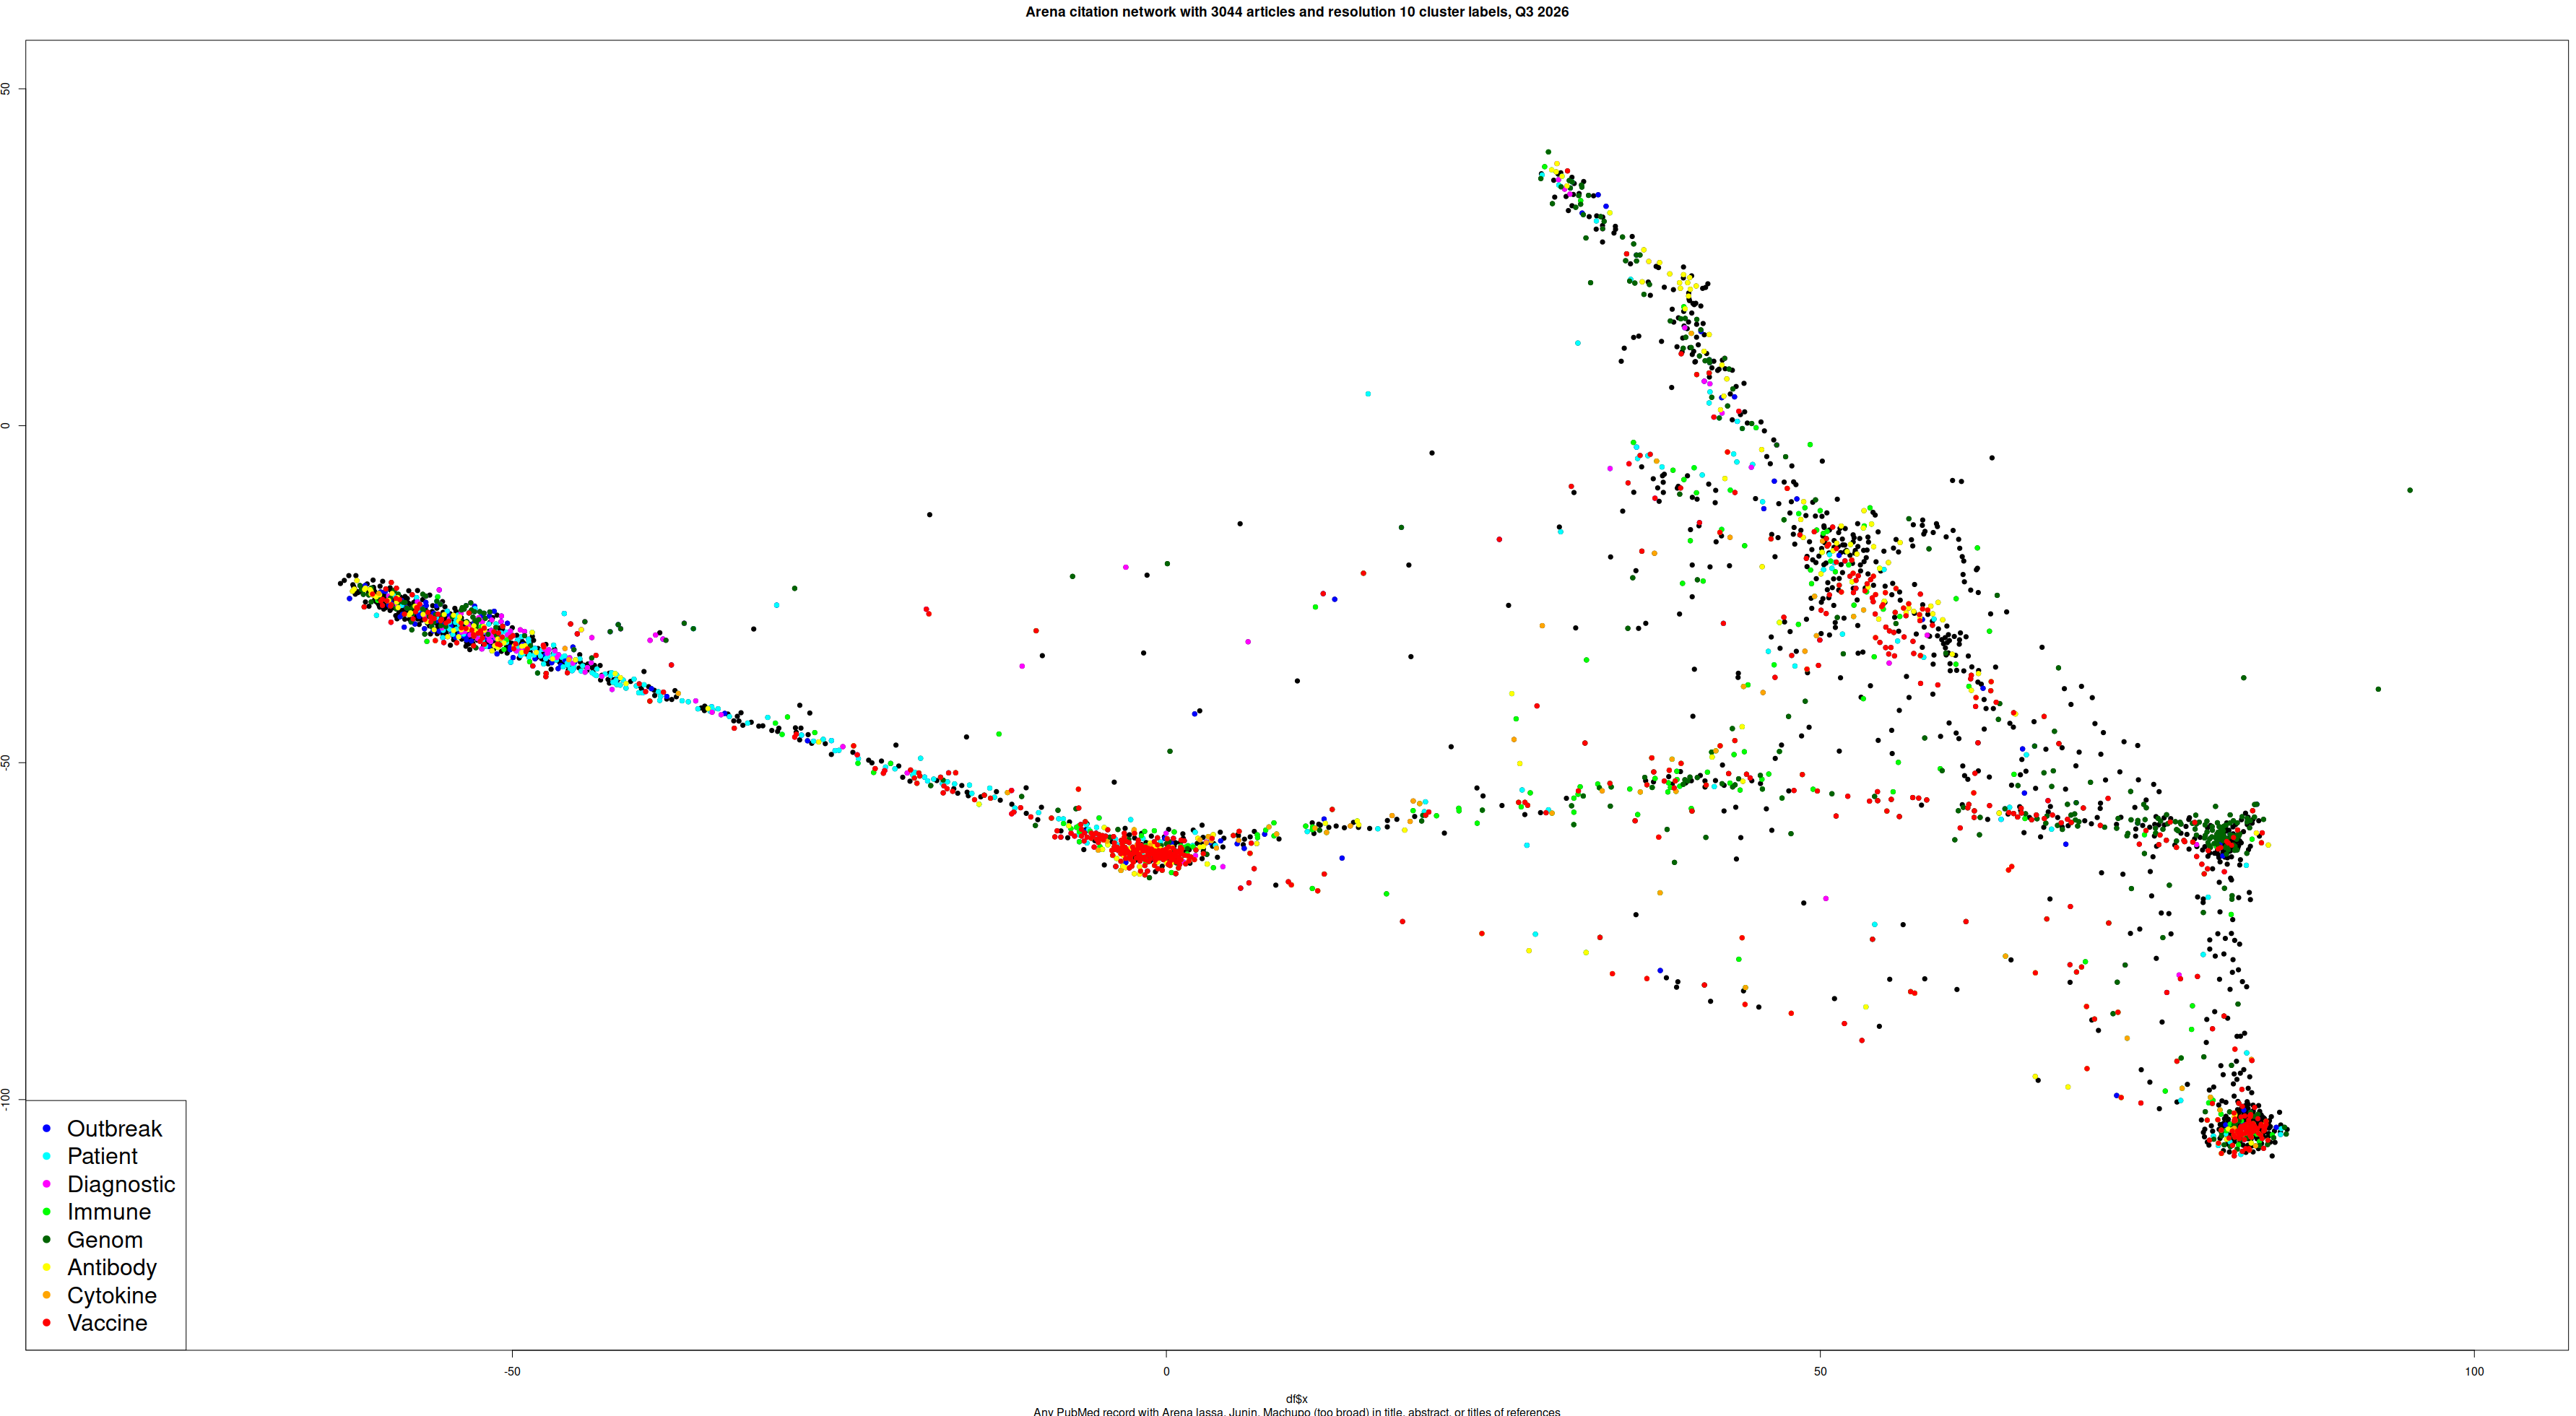 Arena citation network with 3044 articles and resolution 10 cluster labels, Q3 2026
50
0
-50
-100
Outbreak
Patient
Diagnostic
Immune
Genom
Antibody
Cytokine
Vaccine
-50
0
50
100
df$x
Any PubMed record with Arena lassa, Junin, Machupo (too broad) in title, abstract, or titles of references